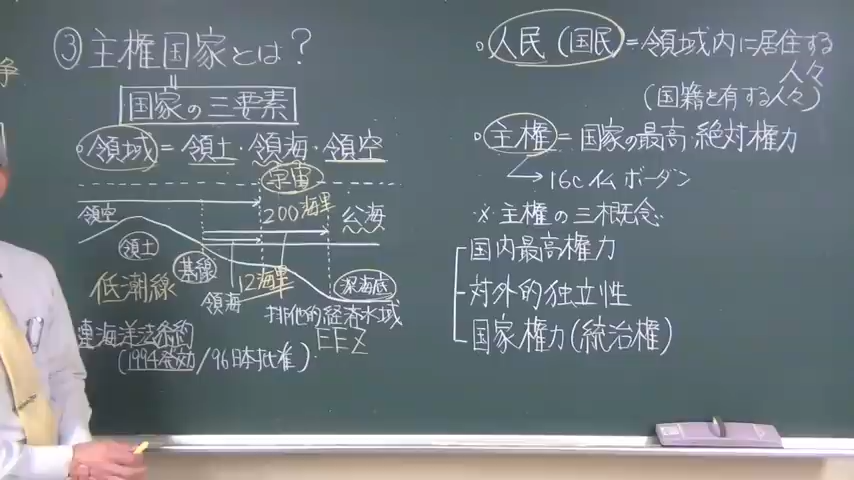 ③主権国家とは?
国家の三要素
争
領域=領土・領海・領空
宇宙
領空
200海里
公海
領土
基線
12海里
深海底
低潮線
領海
排他的経済水域
EEZ
連海洋法条約
(1994発効/96日本批准)
人民(国民)=領域内に居住する
人々
(国籍を有する人々)
主権=国家の最高・絶対権力
16c仏ボーダン
※主権の三概念
国内最高権力
対外的独立性
国家権力(統治権)